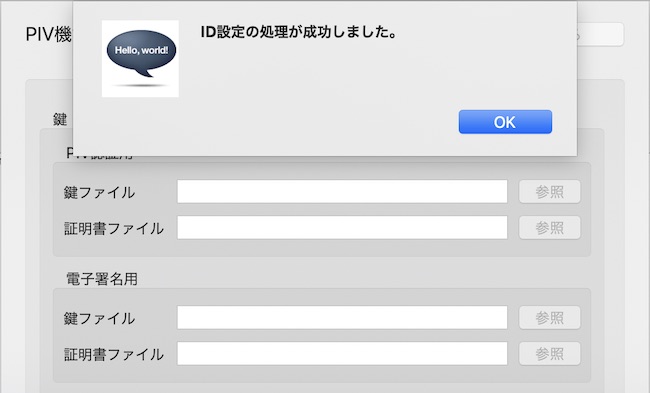 PIV機
Hello, world!
ID設定の処理が成功しました。
OK
鍵
鍵ファイル
参照
証明書ファイル
参照
電子署名用
鍵ファイル
参照
証明書ファイル
参照